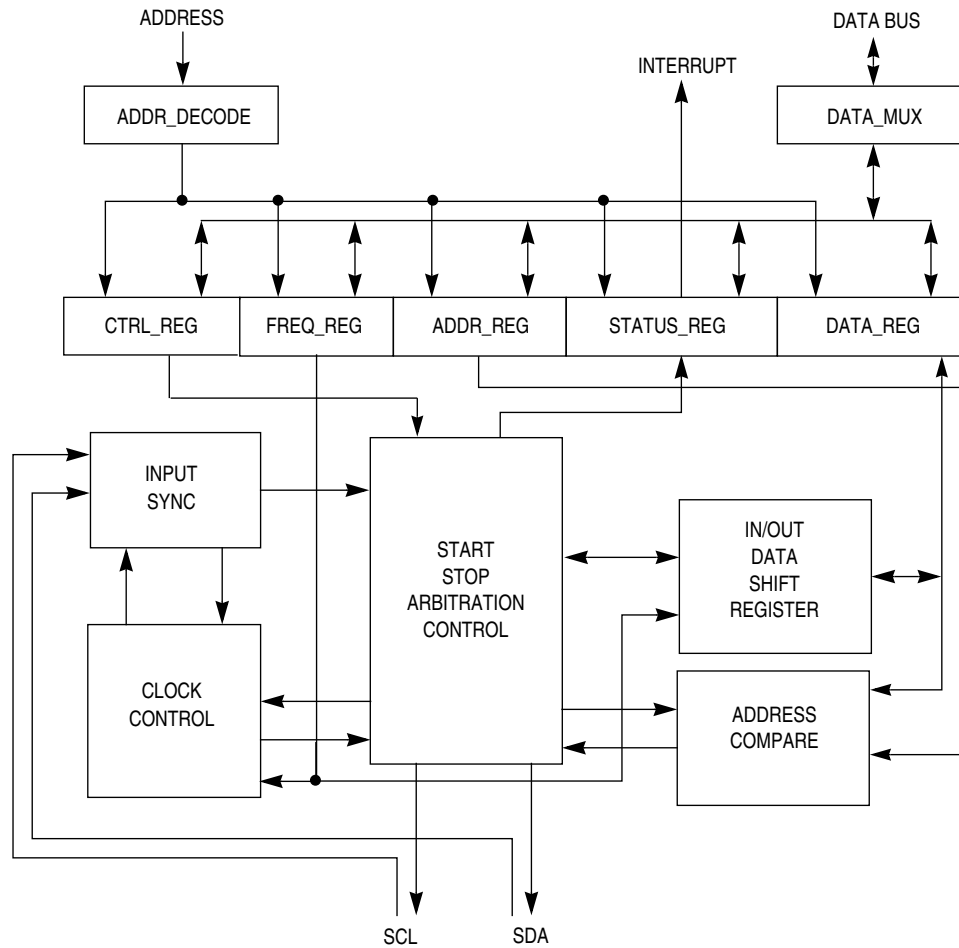 ADDRESS
DATA BUS
INTERRUPT
ADDR_DECODE
DATA_MUX
CTRL_REG
FREQ_REG
ADDR_REG
STATUS_REG
DATA_REG
INPUT
SYNC
START
STOP
ARBITRATION
CONTROL
IN/OUT
DATA
SHIFT
REGISTER
CLOCK
CONTROL
ADDRESS
COMPARE
SCL
SDA